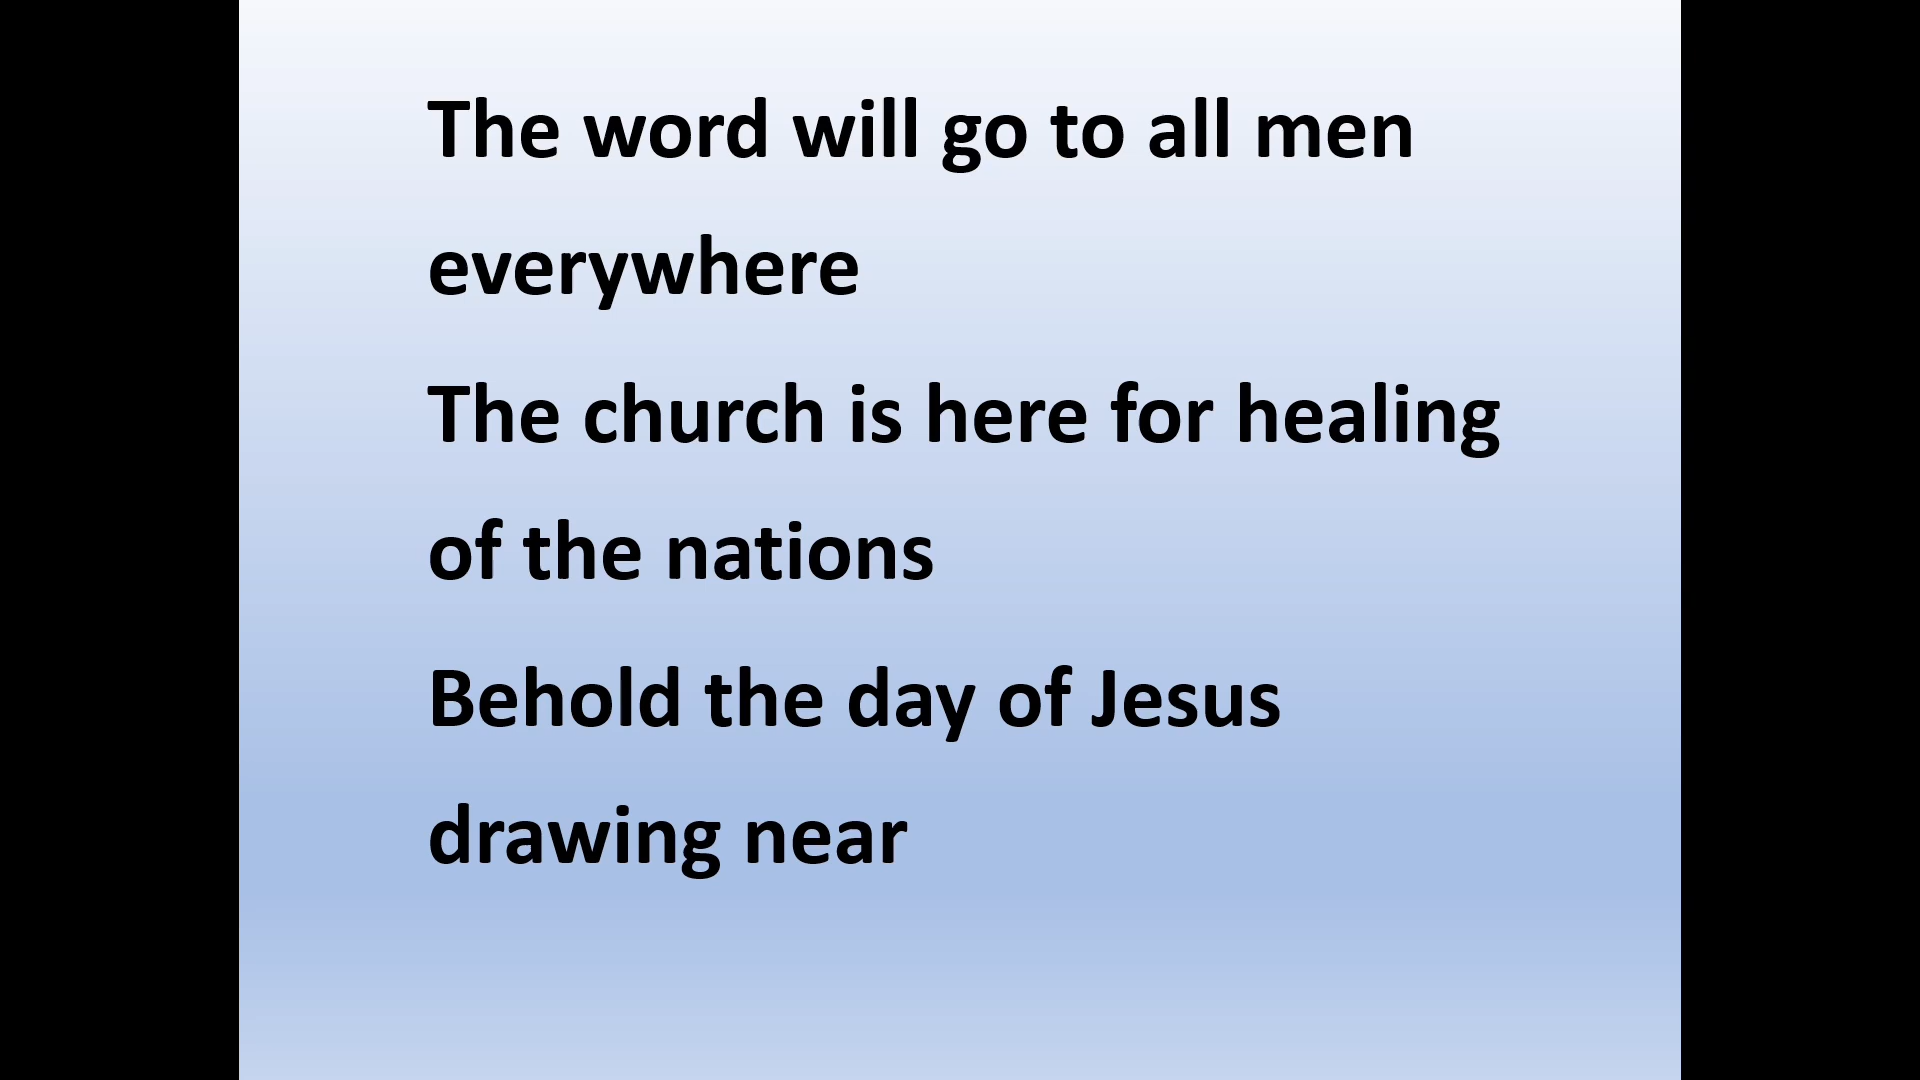 The word will go to all men
everywhere
The church is here for healing
of the nations
Behold the day of Jesus
drawing near